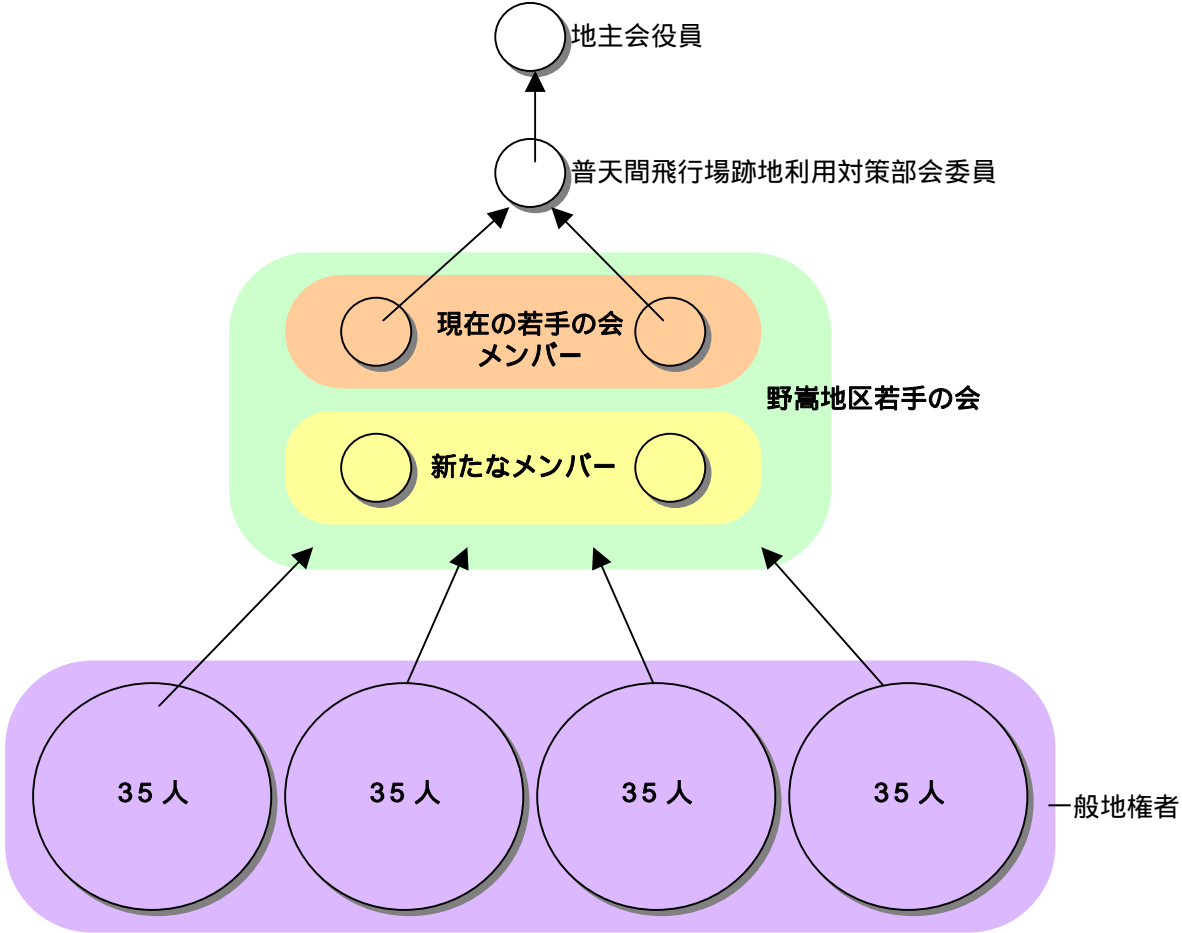 地主会役員
普天間飛行場跡地利用対策部会委員
現在の若手の会
メンバー
野嵩地区若手の会
新たなメンバー
35人
35人
35人
35人
一般地権者